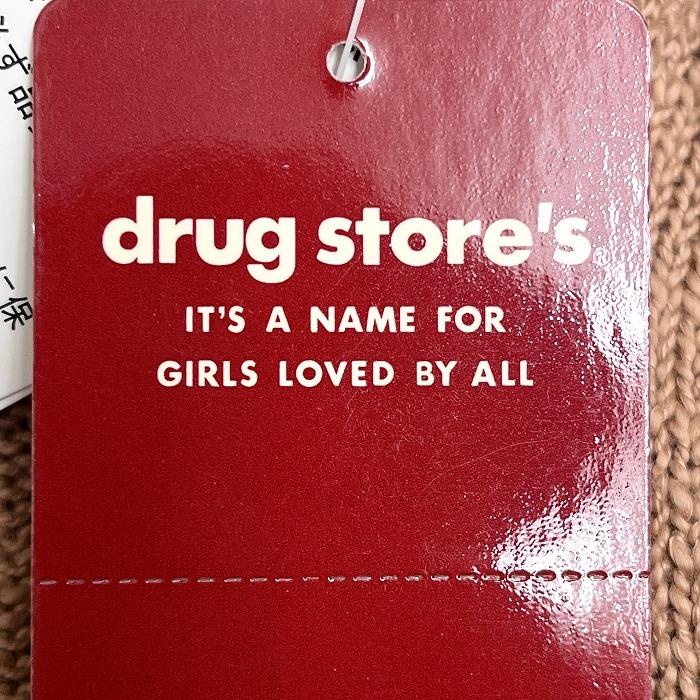 drug store's®
IT'S A NAME FOR
GIRLS LOVED BY ALL